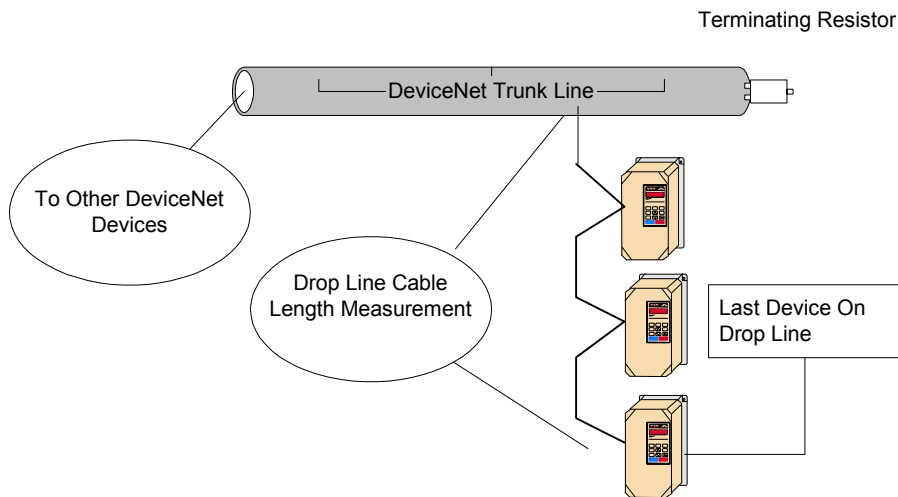 Terminating Resistor
DeviceNet Trunk Line
To Other DeviceNet
Devices
Drop Line Cable
Length Measurement
Last Device On
Drop Line